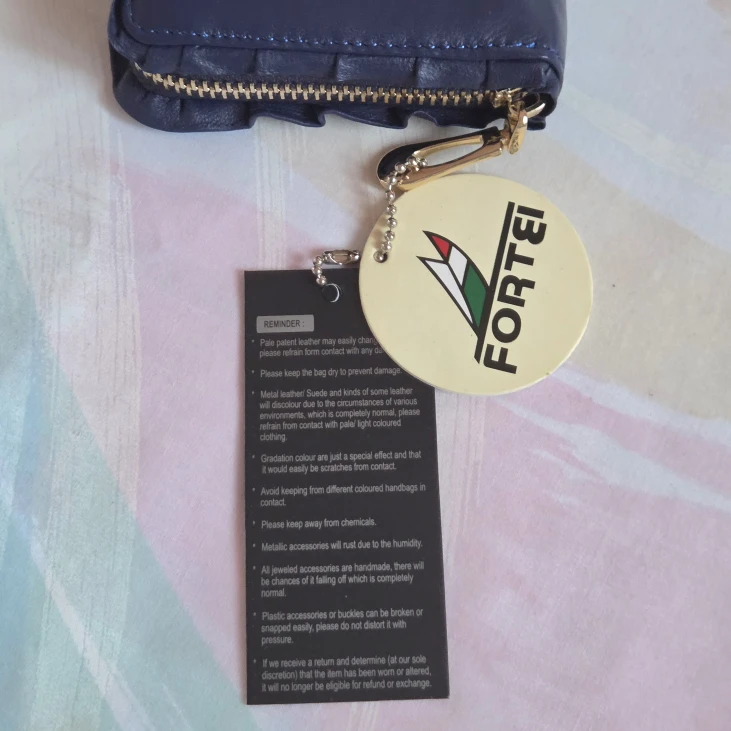 FORTEI
REMINDER :
* Pale patent leather may easily
please refrain form contact with any
* Please keep the bag dry to prevent damage.
* Metal leather/ Suede and kinds of some leather
will discolour due to the circumstances of various
environments, which is completely normal, please
refrain from contact with pale/ light coloured
clothing.
* Gradation colour are just a special effect and that
it would easily be scratches from contact.
* Avoid keeping from different coloured handbags in
contact.
* Please keep away from chemicals.
* Metallic accessories will rust due to the humidity.
* All jeweled accessories are handmade, there will
be chances of it falling off which is completely
normal.
* Plastic accessories or buckles can be broken or
snapped easily, please do not distort it with
pressure.
* If we receive a return and determine (at our sole
discretion) that the item has been worn or altered,
it will no longer be eligible for refund or exchange.